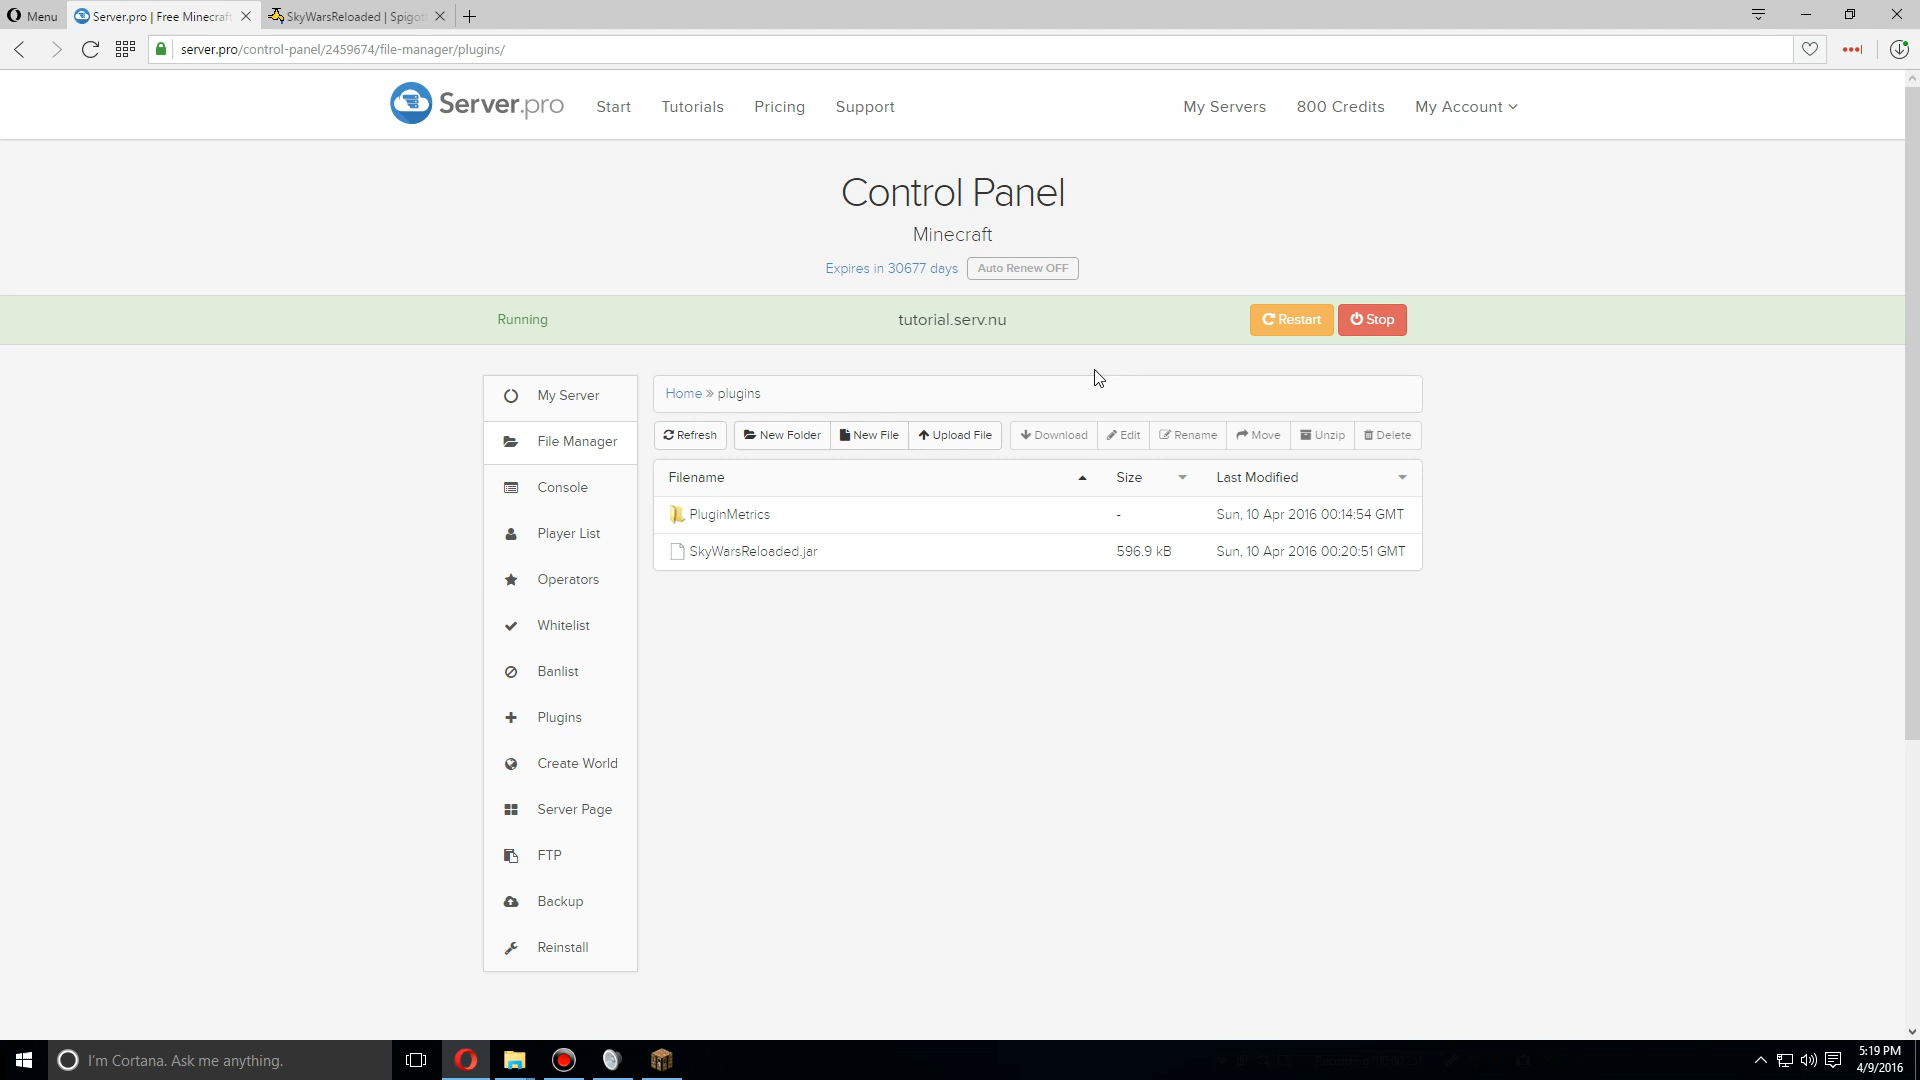 Menu
Server.pro | Free Minecraft
SkyWarsReloaded | Spigot
server.pro/control-panel/2459674/file-manager/plugins/
Server.pro
Start
Tutorials
Pricing
Support
My Servers
800 Credits
My Account
Control Panel
Minecraft
Expires in 30677 days
Auto Renew OFF
Running
tutorial.serv.nu
Restart
Stop
My Server
File Manager
Console
Player List
Operators
Whitelist
Banlist
Plugins
Create World
Server Page
FTP
Backup
Reinstall
Home » plugins
Refresh
New Folder
New File
Upload File
Download
Edit
Rename
Move
Unzip
Delete
Filename
Size
Last Modified
PluginMetrics
-
Sun, 10 Apr 2016 00:14:54 GMT
SkyWarsReloaded.jar
596.9 kB
Sun, 10 Apr 2016 00:20:51 GMT
I'm Cortana. Ask me anything.
5:19 PM
4/9/2016